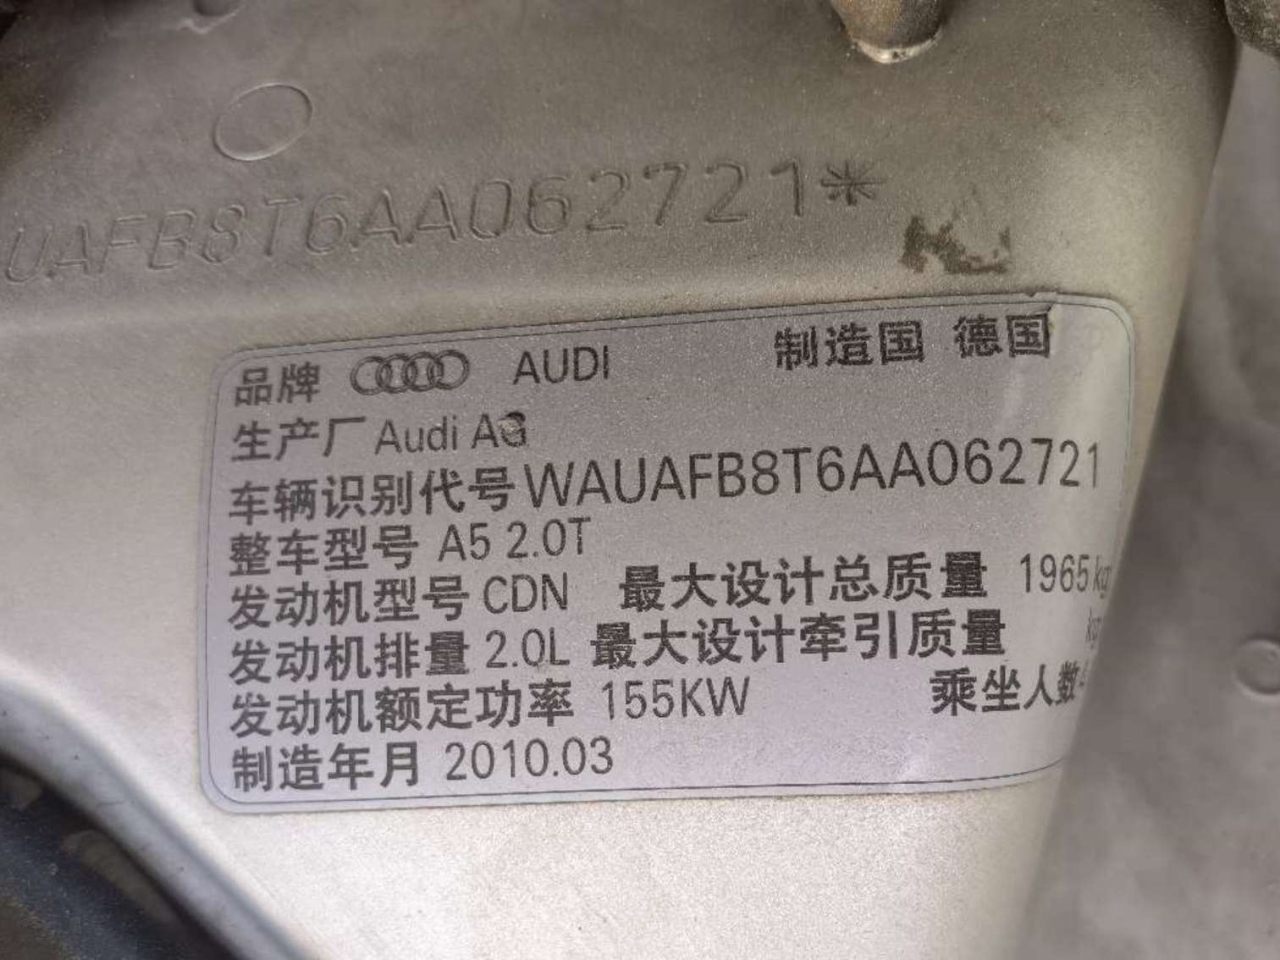 UAFB8T6AA062721*
品牌 AUDI 制造国 德国
生产厂 Audi AG
车辆识别代号 WAUAFB8T6AA062721
整车型号 A5 2.0T
发动机型号 CDN 最大设计总质量 1965 kg
发动机排量 2.0L 最大设计牵引质量 kg
发动机额定功率 155KW 乘坐人数 4
制造年月 2010.03